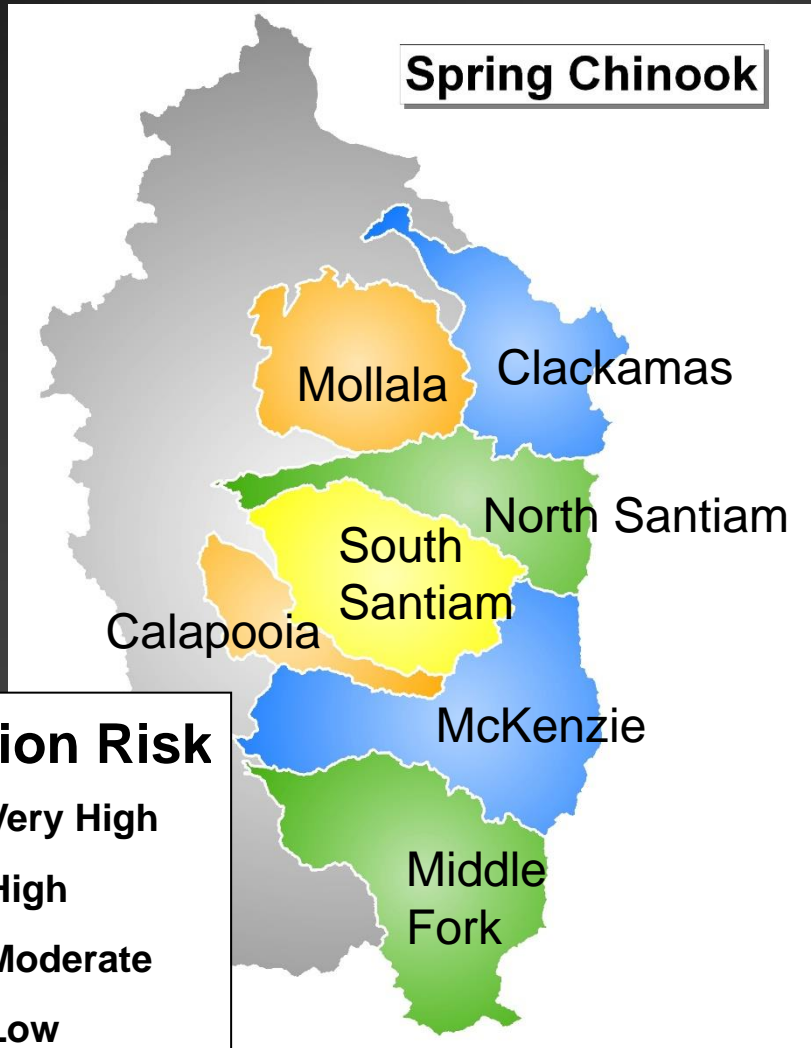 Spring Chinook
Mollala
Clackamas
North Santiam
South
Santiam
Calapooia
McKenzie
Middle
Fork
ion Risk
Very High
High
Moderate
Low